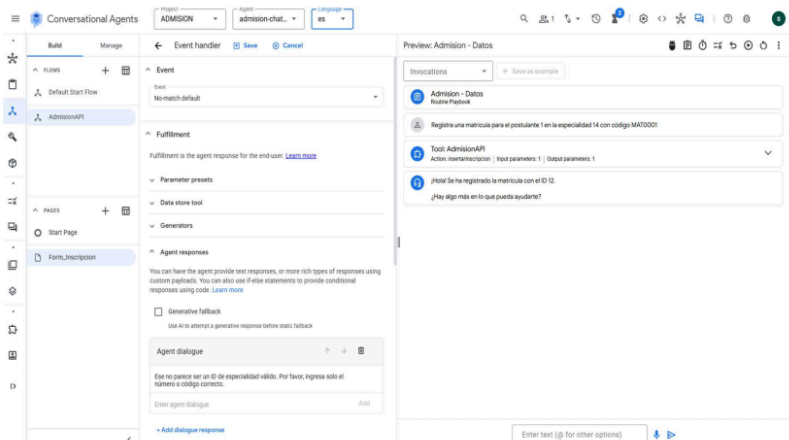 Conversational Agents
Project
ADMISION
Agent
admision-chat...
Language
es
1
2
S
Build
Manage
FLOWS
Default Start Flow
AdmisionAPI
PAGES
Start Page
Form_Inscripcion
Event handler
Save
Cancel
Event
Event
No-match default
Fulfillment
Fulfillment is the agent response for the end-user. Learn more
Parameter presets
Data store tool
Generators
Agent responses
You can have the agent provide text responses, or more rich types of responses using
custom payloads. You can also use if-else statements to provide conditional
responses using code. Learn more
Generative fallback
Use AI to attempt a generative response before static fallback
Agent dialogue
Ese no parece ser un ID de especialidad válido. Por favor, ingresa solo el
número o código correcto.
Enter agent dialogue
Add
+ Add dialogue response
Preview: Admision - Datos
Invocations
+ Save as example
Admision - Datos
Routine Playbook
Registra una matricula para el postulante 1 en la especialidad 14 con código MAT0001
Tool: AdmisionAPI
Action: insertarInscripcion | Input parameters: 1 | Output parameters: 1
¡Hola! Se ha registrado la matrícula con el ID 12.
¿Hay algo más en lo que pueda ayudarte?
Enter text (@ for other options)